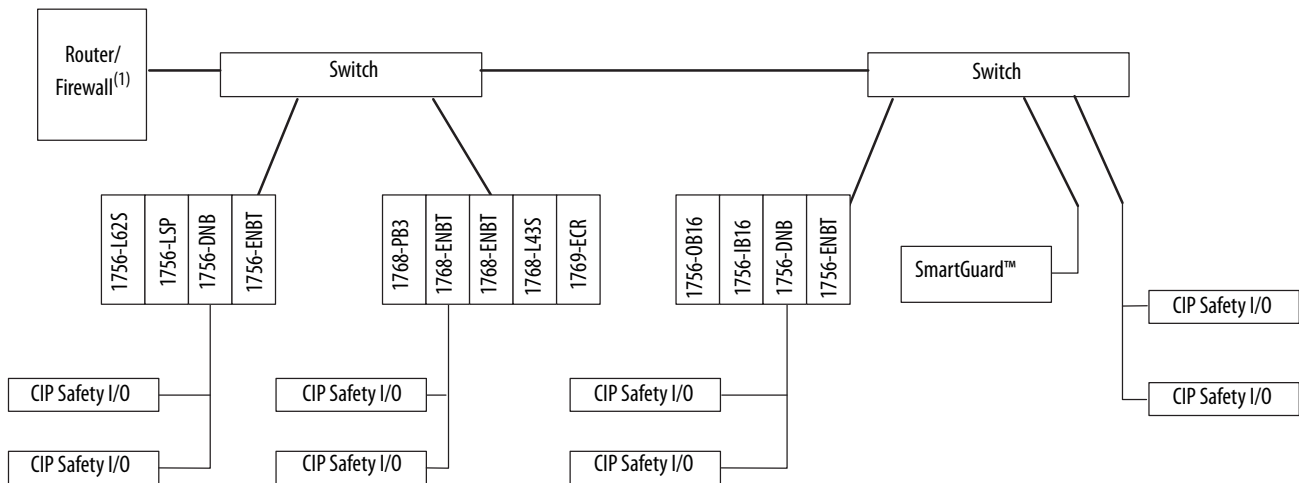 Router/
Firewall(1)
Switch
Switch
1756-L62S
1756-LSP
1756-DNB
1756-ENBT
1768-PB3
1768-ENBT
1768-ENBT
1768-L43S
1769-ECR
1756-OB16
1756-IB16
1756-DNB
1756-ENBT
SmartGuard™
CIP Safety I/O
CIP Safety I/O
CIP Safety I/O
CIP Safety I/O
CIP Safety I/O
CIP Safety I/O
CIP Safety I/O
CIP Safety I/O